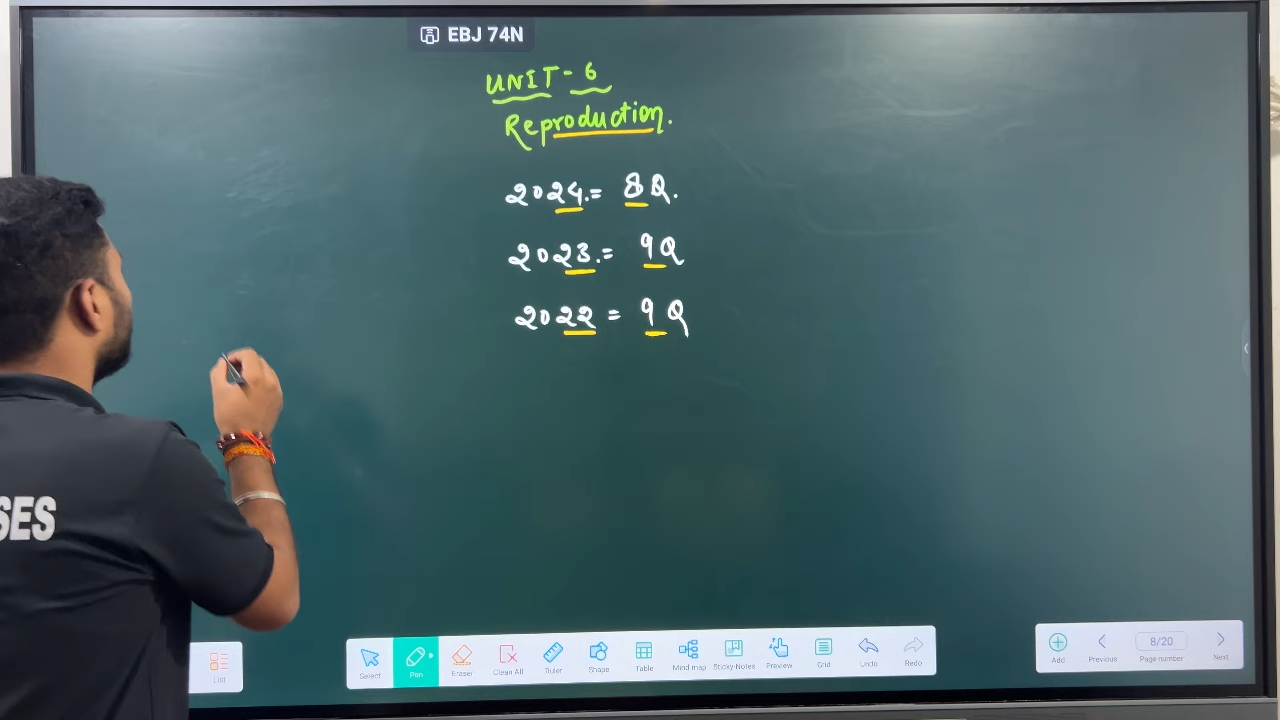 EBJ 74N
UNIT-6
Reproduction.
2024.= 8Q.
2023.= 9Q
2022 = 9Q
SES
List
Select Pen Eraser Clean All Ruler Shape Table Mind map Sticky-Notes Preview Grid Undo Redo
Add Previous 8/20 Page number Next